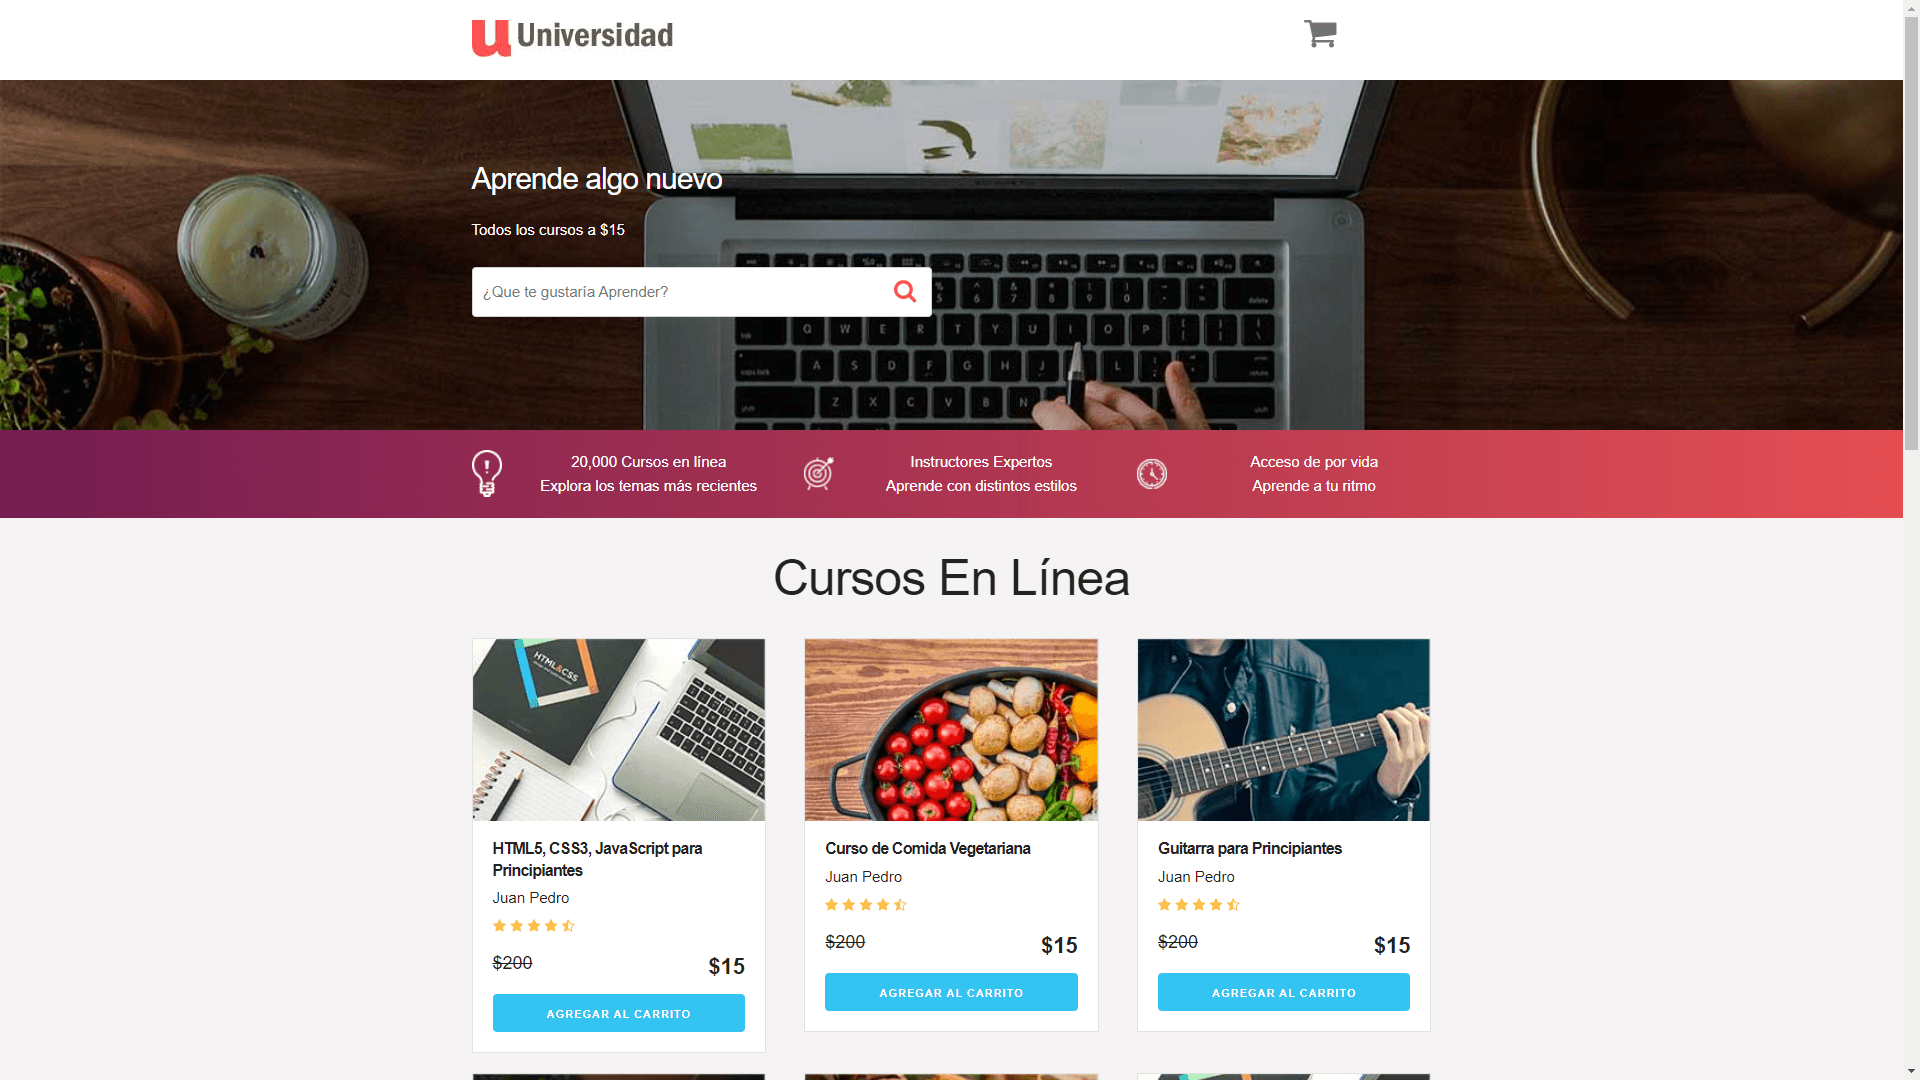 Universidad
Aprende algo nuevo
Todos los cursos a $15
¿Que te gustaría Aprender?
20,000 Cursos en línea
Explora los temas más recientes
Instructores Expertos
Aprende con distintos estilos
Acceso de por vida
Aprende a tu ritmo
Cursos En Línea
HTML&CSS
HTML5, CSS3, JavaScript para
Principiantes
Juan Pedro
$200 $15
AGREGAR AL CARRITO
Curso de Comida Vegetariana
Juan Pedro
$200 $15
AGREGAR AL CARRITO
Guitarra para Principiantes
Juan Pedro
$200 $15
AGREGAR AL CARRITO